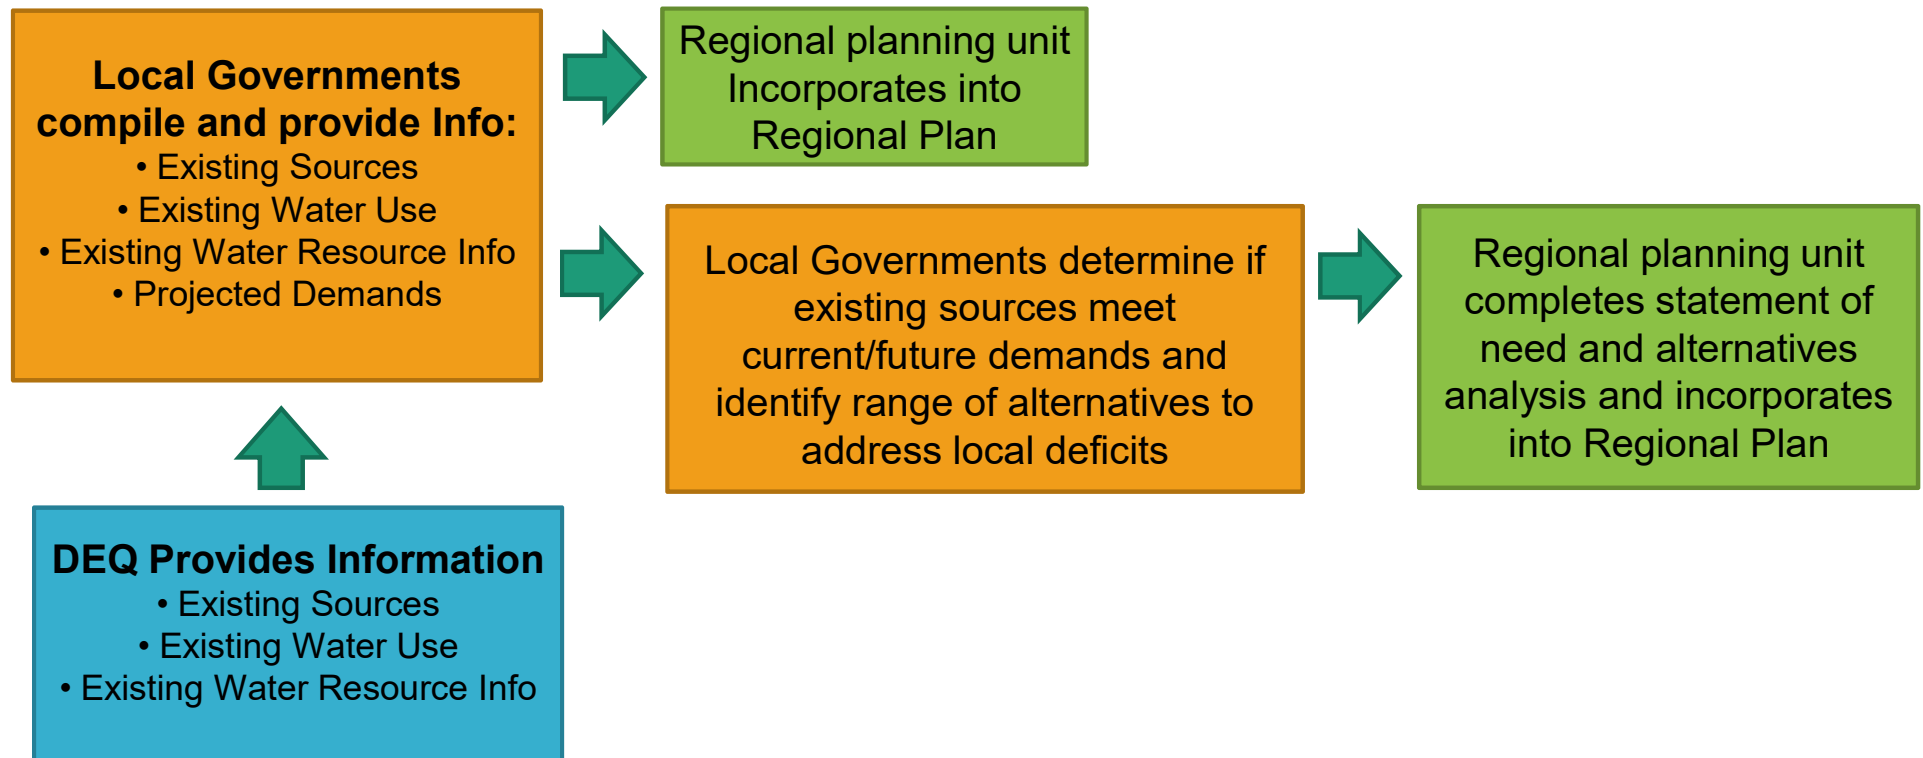 Local Governments
compile and provide Info:
• Existing Sources
• Existing Water Use
• Existing Water Resource Info
• Projected Demands
Regional planning unit
Incorporates into
Regional Plan
Local Governments determine if
existing sources meet
current/future demands and
identify range of alternatives to
address local deficits
Regional planning unit
completes statement of
need and alternatives
analysis and incorporates
into Regional Plan
DEQ Provides Information
• Existing Sources
• Existing Water Use
• Existing Water Resource Info